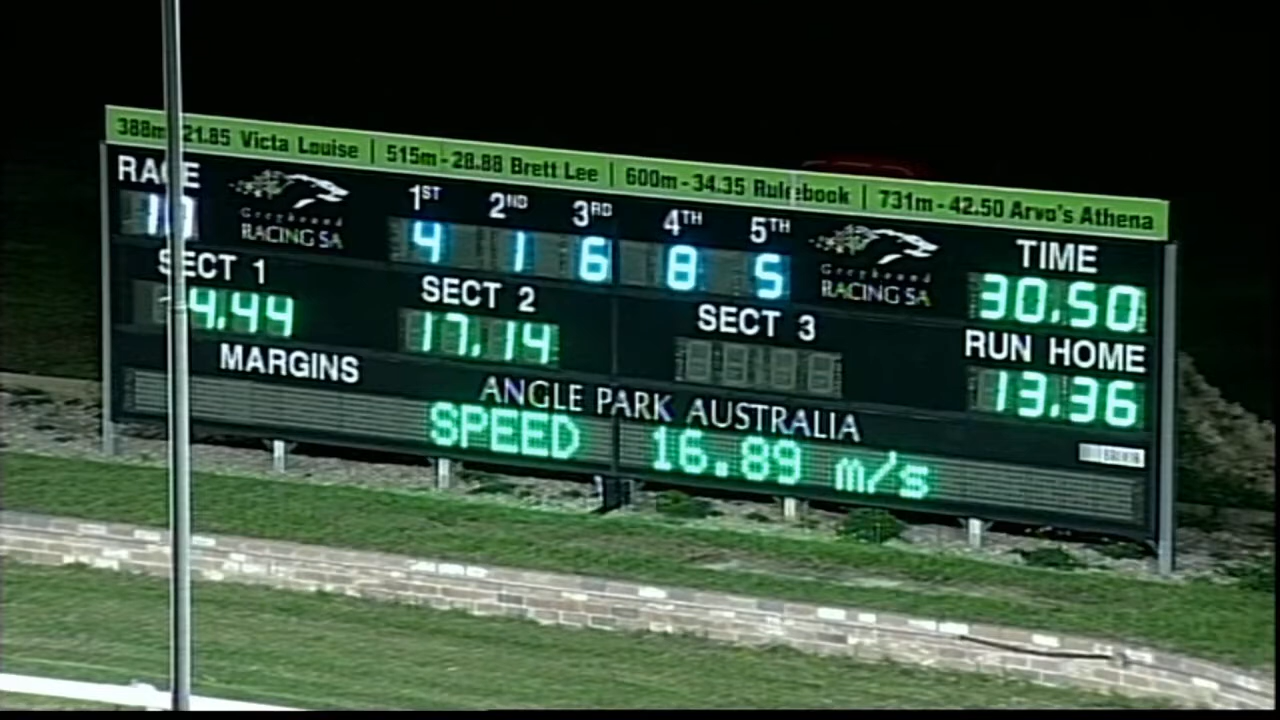 388m - 21.85 Victa Louise | 515m - 28.88 Brett Lee | 600m - 34.35 Rulebook | 731m - 42.50 Arvo's Athena
RACE
Greyhound
RACING SA
1ST 2ND 3RD 4TH 5TH
4 1 6 8 5
Greyhound
RACING SA
TIME
30.50
SECT 1
4.44
SECT 2
17.14
SECT 3
RUN HOME
13.36
MARGINS
ANGLE PARK AUSTRALIA
SPEED 16.89 m/s